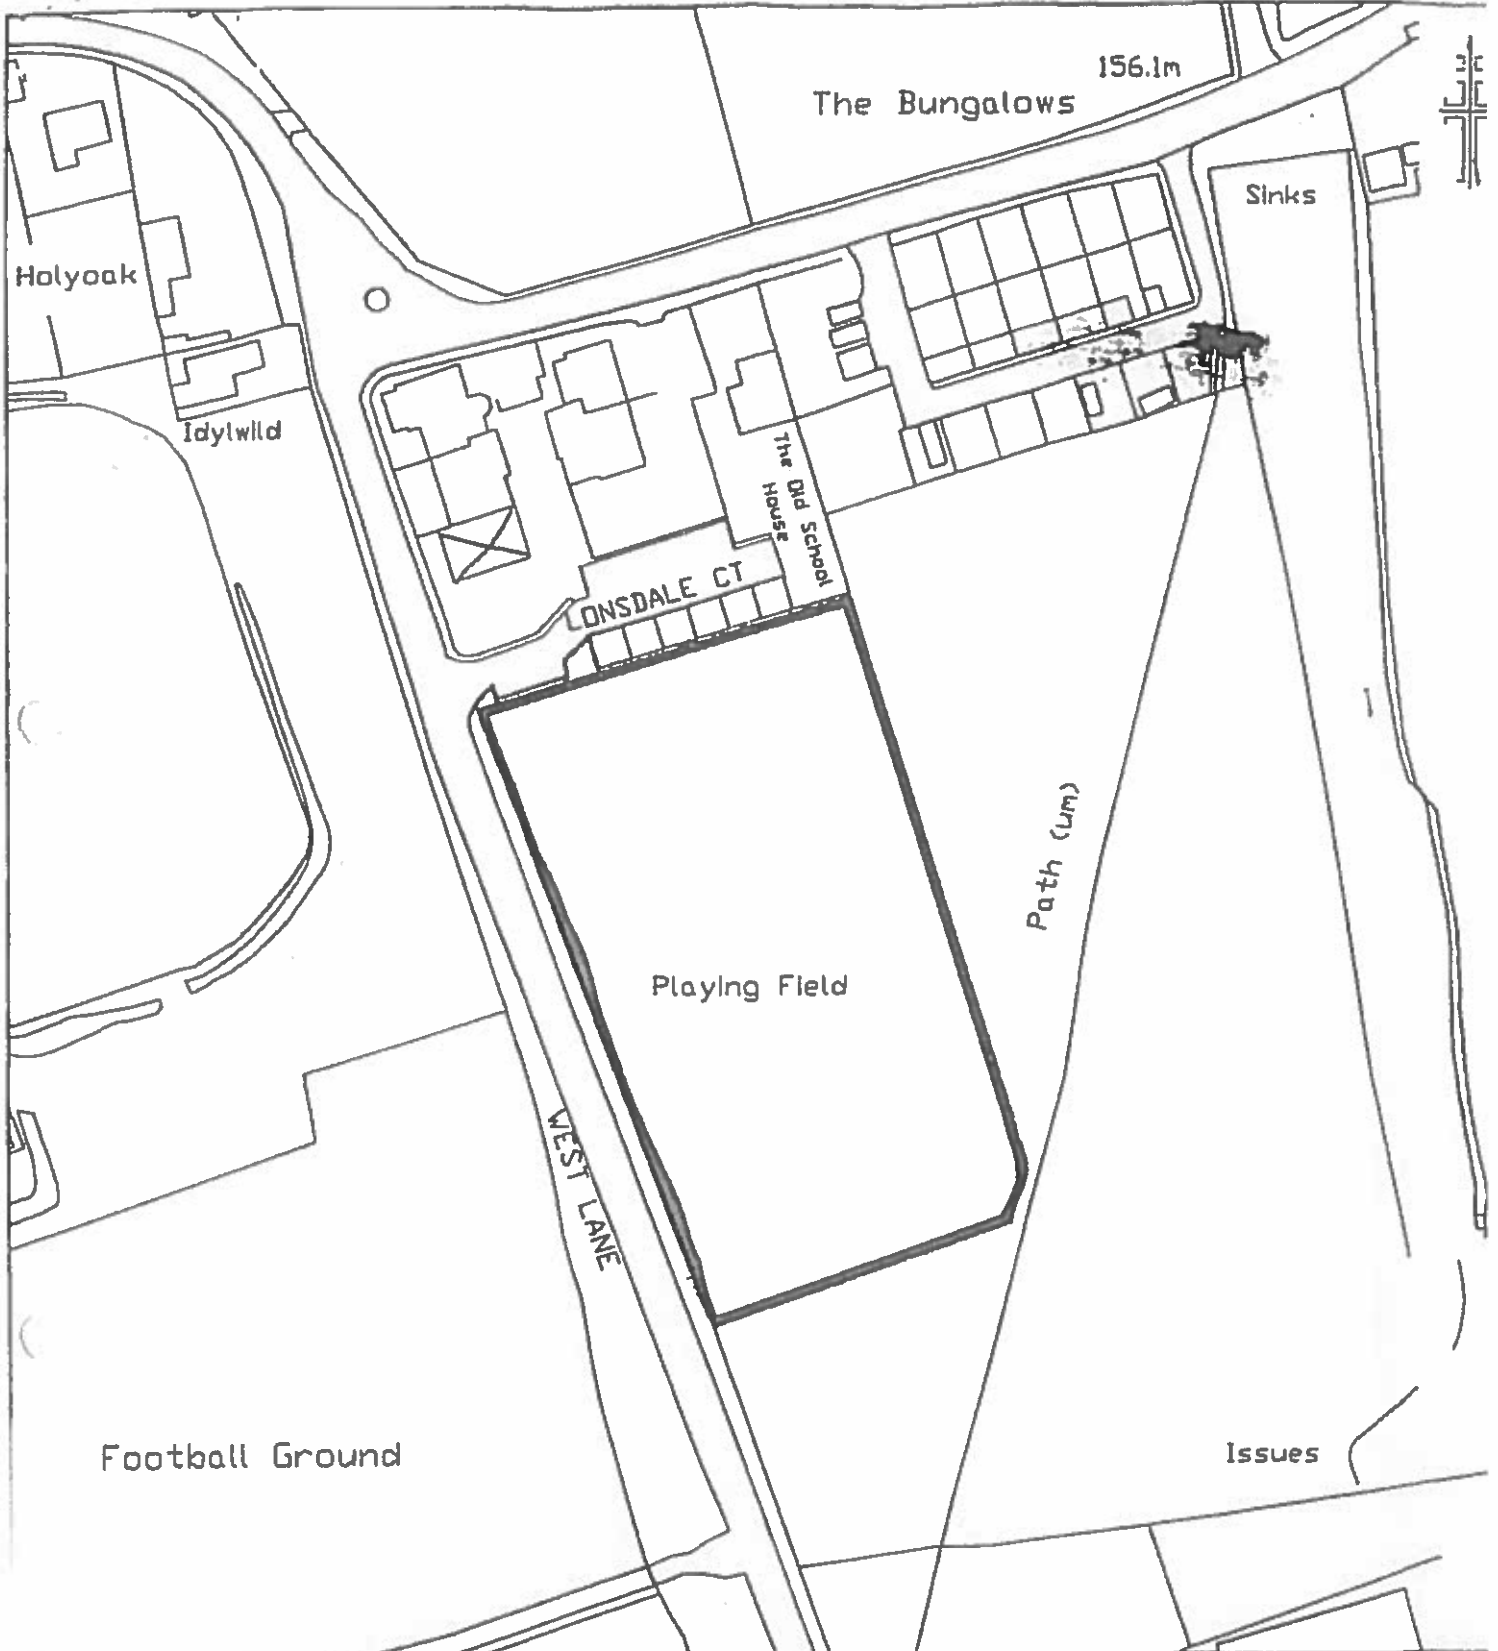 156.1m
The Bungalows
Sinks
Holyoak
Idylwild
The Old School
House
LONSDALE CT
Path (um)
Playing Field
WEST LANE
Football Ground
Issues